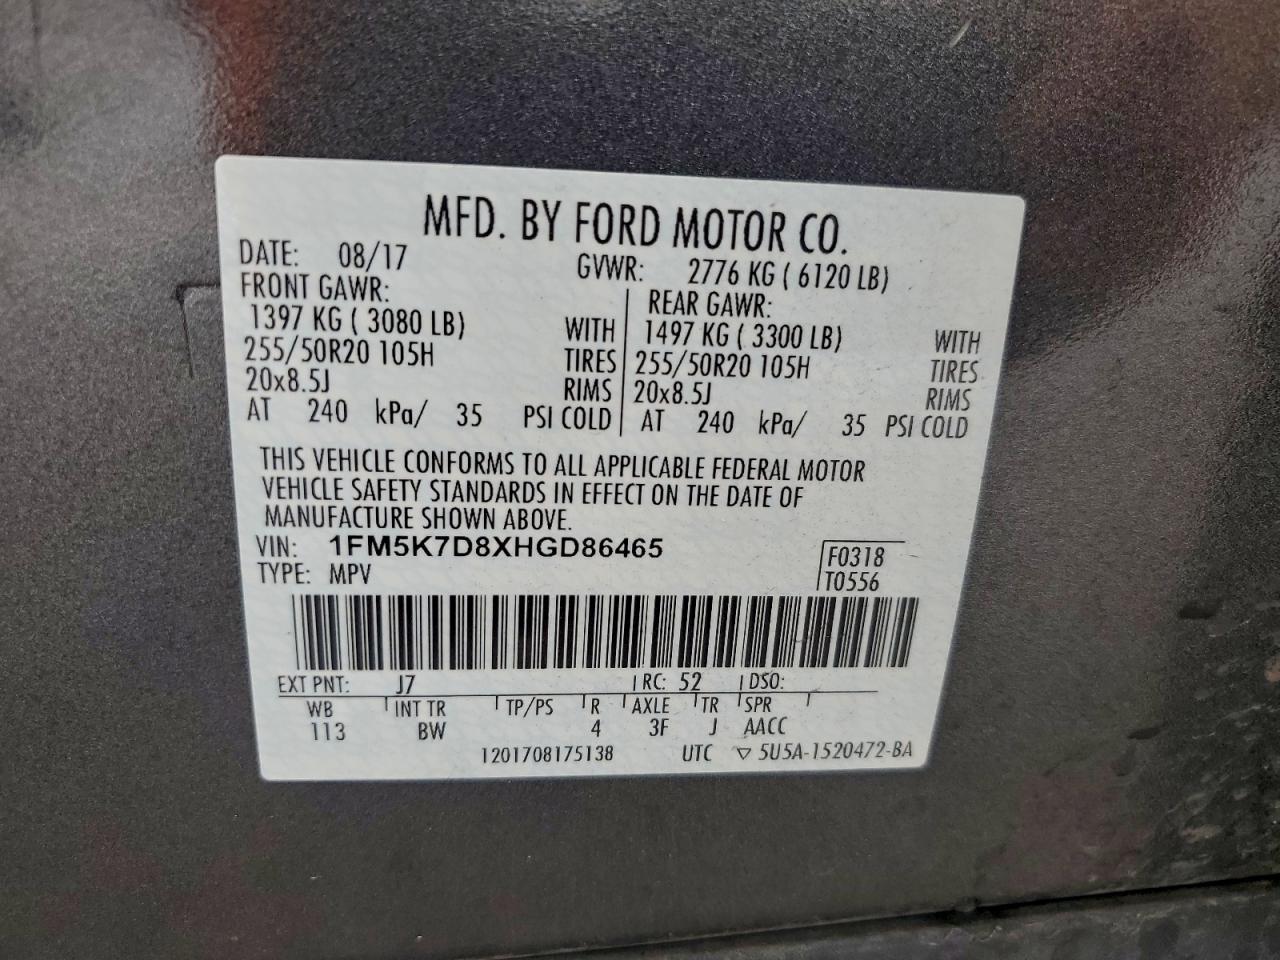 MFD. BY FORD MOTOR CO.
DATE: 08/17 GVWR: 2776 KG ( 6120 LB)
FRONT GAWR: REAR GAWR:
1397 KG ( 3080 LB) WITH 1497 KG ( 3300 LB) WITH
255/50R20 105H TIRES 255/50R20 105H TIRES
20x8.5J RIMS 20x8.5J RIMS
AT 240 kPa/ 35 PSI COLD AT 240 kPa/ 35 PSI COLD
THIS VEHICLE CONFORMS TO ALL APPLICABLE FEDERAL MOTOR
VEHICLE SAFETY STANDARDS IN EFFECT ON THE DATE OF
MANUFACTURE SHOWN ABOVE.
VIN: 1FM5K7D8XHGD86465 F0318
TYPE: MPV T0556
EXT PNT: J7 RC: 52 DSO:
WB INT TR TP/PS R AXLE TR SPR
113 BW 4 3F J AACC
1201708175138 UTC ▽ 5U5A-1520472-BA